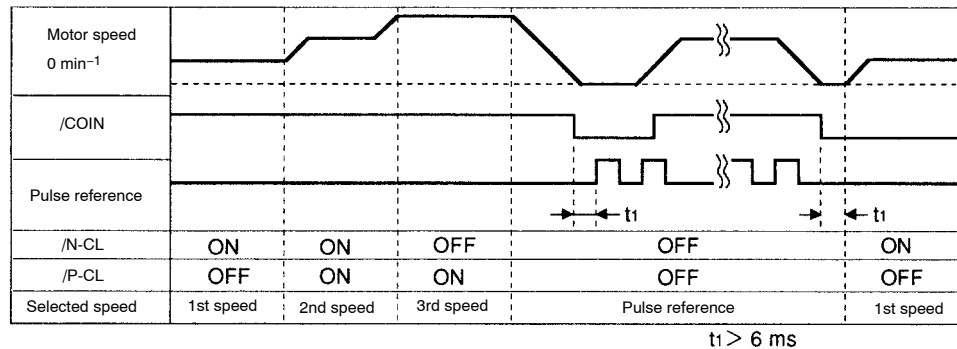 Motor speed
0 min⁻¹
/COIN
Pulse reference
t1
t1
/N-CL ON ON OFF OFF ON
/P-CL OFF ON ON OFF OFF
Selected speed 1st speed 2nd speed 3rd speed Pulse reference 1st speed
t1 > 6 ms